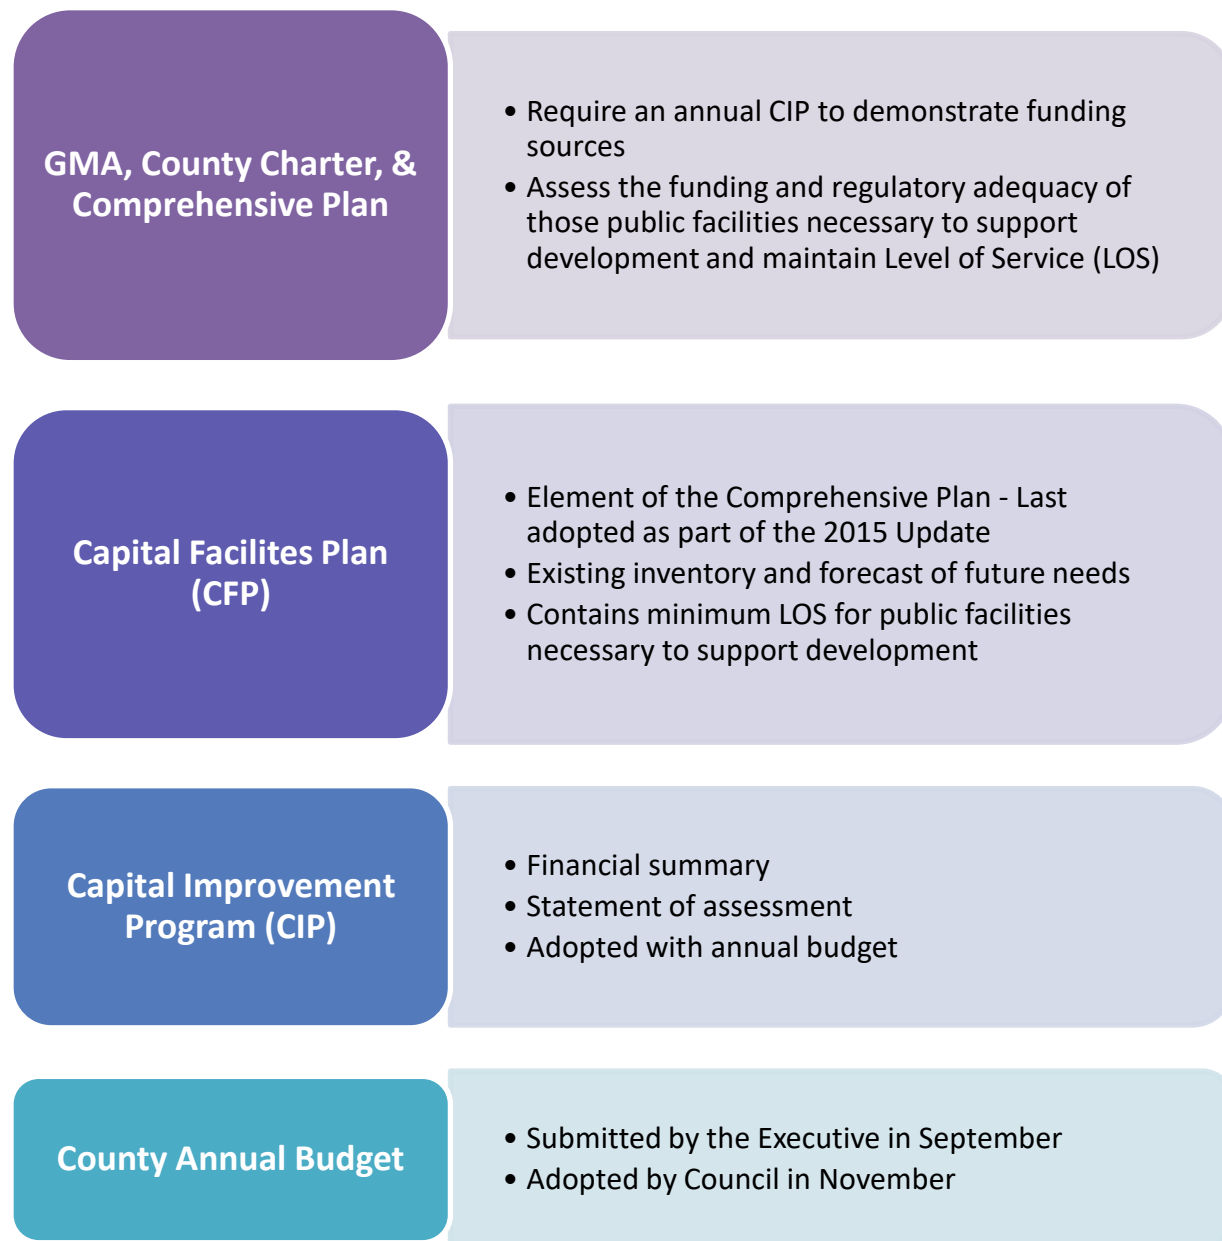 GMA, County Charter, &
Comprehensive Plan
• Require an annual CIP to demonstrate funding
sources
• Assess the funding and regulatory adequacy of
those public facilities necessary to support
development and maintain Level of Service (LOS)
Capital Facilites Plan
(CFP)
• Element of the Comprehensive Plan - Last
adopted as part of the 2015 Update
• Existing inventory and forecast of future needs
• Contains minimum LOS for public facilities
necessary to support development
Capital Improvement
Program (CIP)
• Financial summary
• Statement of assessment
• Adopted with annual budget
County Annual Budget
• Submitted by the Executive in September
• Adopted by Council in November